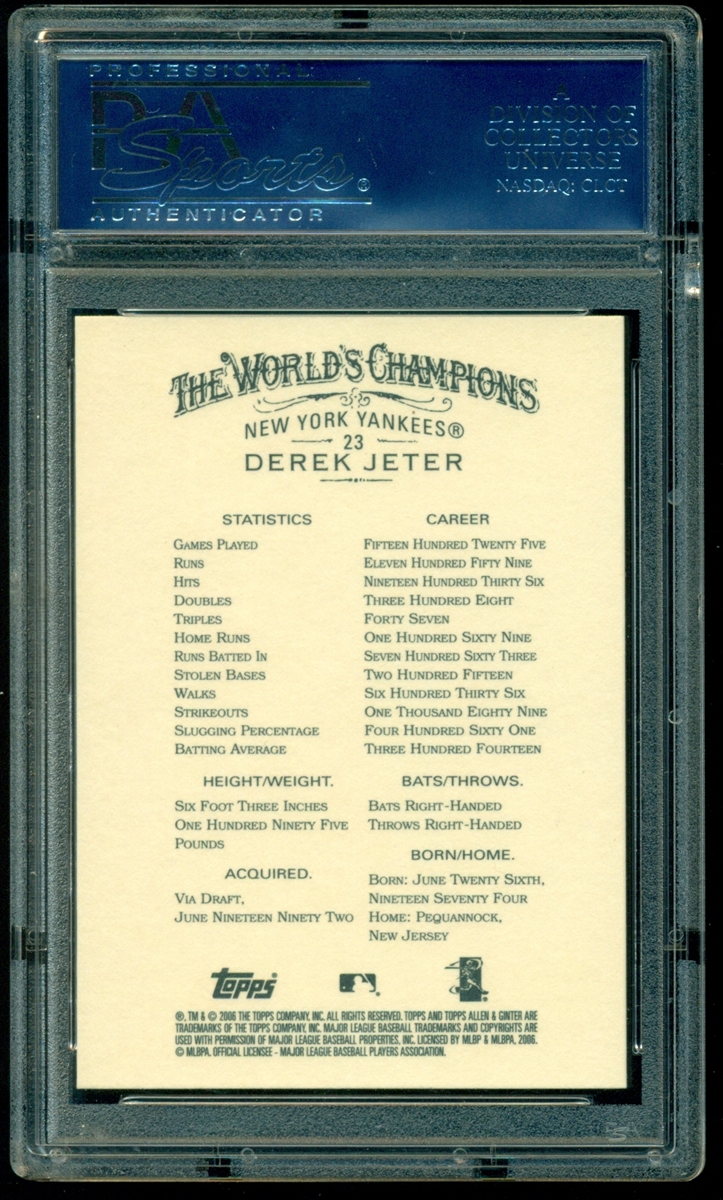 PROFESSIONAL
PSA
Sports®
AUTHENTICATOR
A
DIVISION OF
COLLECTORS
UNIVERSE
NASDAQ: CLCT
THE WORLD'S CHAMPIONS
NEW YORK YANKEES®
23
DEREK JETER
STATISTICS CAREER
GAMES PLAYED FIFTEEN HUNDRED TWENTY FIVE
RUNS ELEVEN HUNDRED FIFTY NINE
HITS NINETEEN HUNDRED THIRTY SIX
DOUBLES THREE HUNDRED EIGHT
TRIPLES FORTY SEVEN
HOME RUNS ONE HUNDRED SIXTY NINE
RUNS BATTED IN SEVEN HUNDRED SIXTY THREE
STOLEN BASES TWO HUNDRED FIFTEEN
WALKS SIX HUNDRED THIRTY SIX
STRIKEOUTS ONE THOUSAND EIGHTY NINE
SLUGGING PERCENTAGE FOUR HUNDRED SIXTY ONE
BATTING AVERAGE THREE HUNDRED FOURTEEN
HEIGHT/WEIGHT.
SIX FOOT THREE INCHES
ONE HUNDRED NINETY FIVE
POUNDS
ACQUIRED.
VIA DRAFT,
JUNE NINETEEN NINETY TWO
BATS/THROWS.
BATS RIGHT-HANDED
THROWS RIGHT-HANDED
BORN/HOME.
BORN: JUNE TWENTY SIXTH,
NINETEEN SEVENTY FOUR
HOME: PEQUANNOCK,
NEW JERSEY
TOPPS®
®, TM & © 2006 THE TOPPS COMPANY, INC. ALL RIGHTS RESERVED. TOPPS AND TOPPS ALLEN & GINTER ARE
TRADEMARKS OF THE TOPPS COMPANY, INC. MAJOR LEAGUE BASEBALL TRADEMARKS AND COPYRIGHTS ARE
USED WITH PERMISSION OF MAJOR LEAGUE BASEBALL PROPERTIES, INC. LICENSED BY MLBP & MLBPA, 2006.
© MLBPA. OFFICIAL LICENSEE - MAJOR LEAGUE BASEBALL PLAYERS ASSOCIATION.
PSA